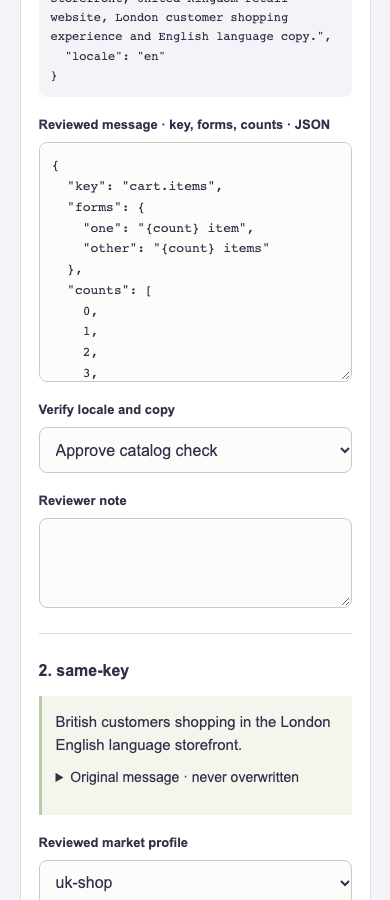 website, London customer shopping
experience and English language copy.",
"locale": "en"
}
Reviewed message · key, forms, counts · JSON
{
"key": "cart.items",
"forms": {
"one": "{count} item",
"other": "{count} items"
},
"counts": [
0,
1,
2,
3,
Verify locale and copy
Approve catalog check
Reviewer note
2. same-key
British customers shopping in the London
English language storefront.
▶ Original message · never overwritten
Reviewed market profile
uk-shop